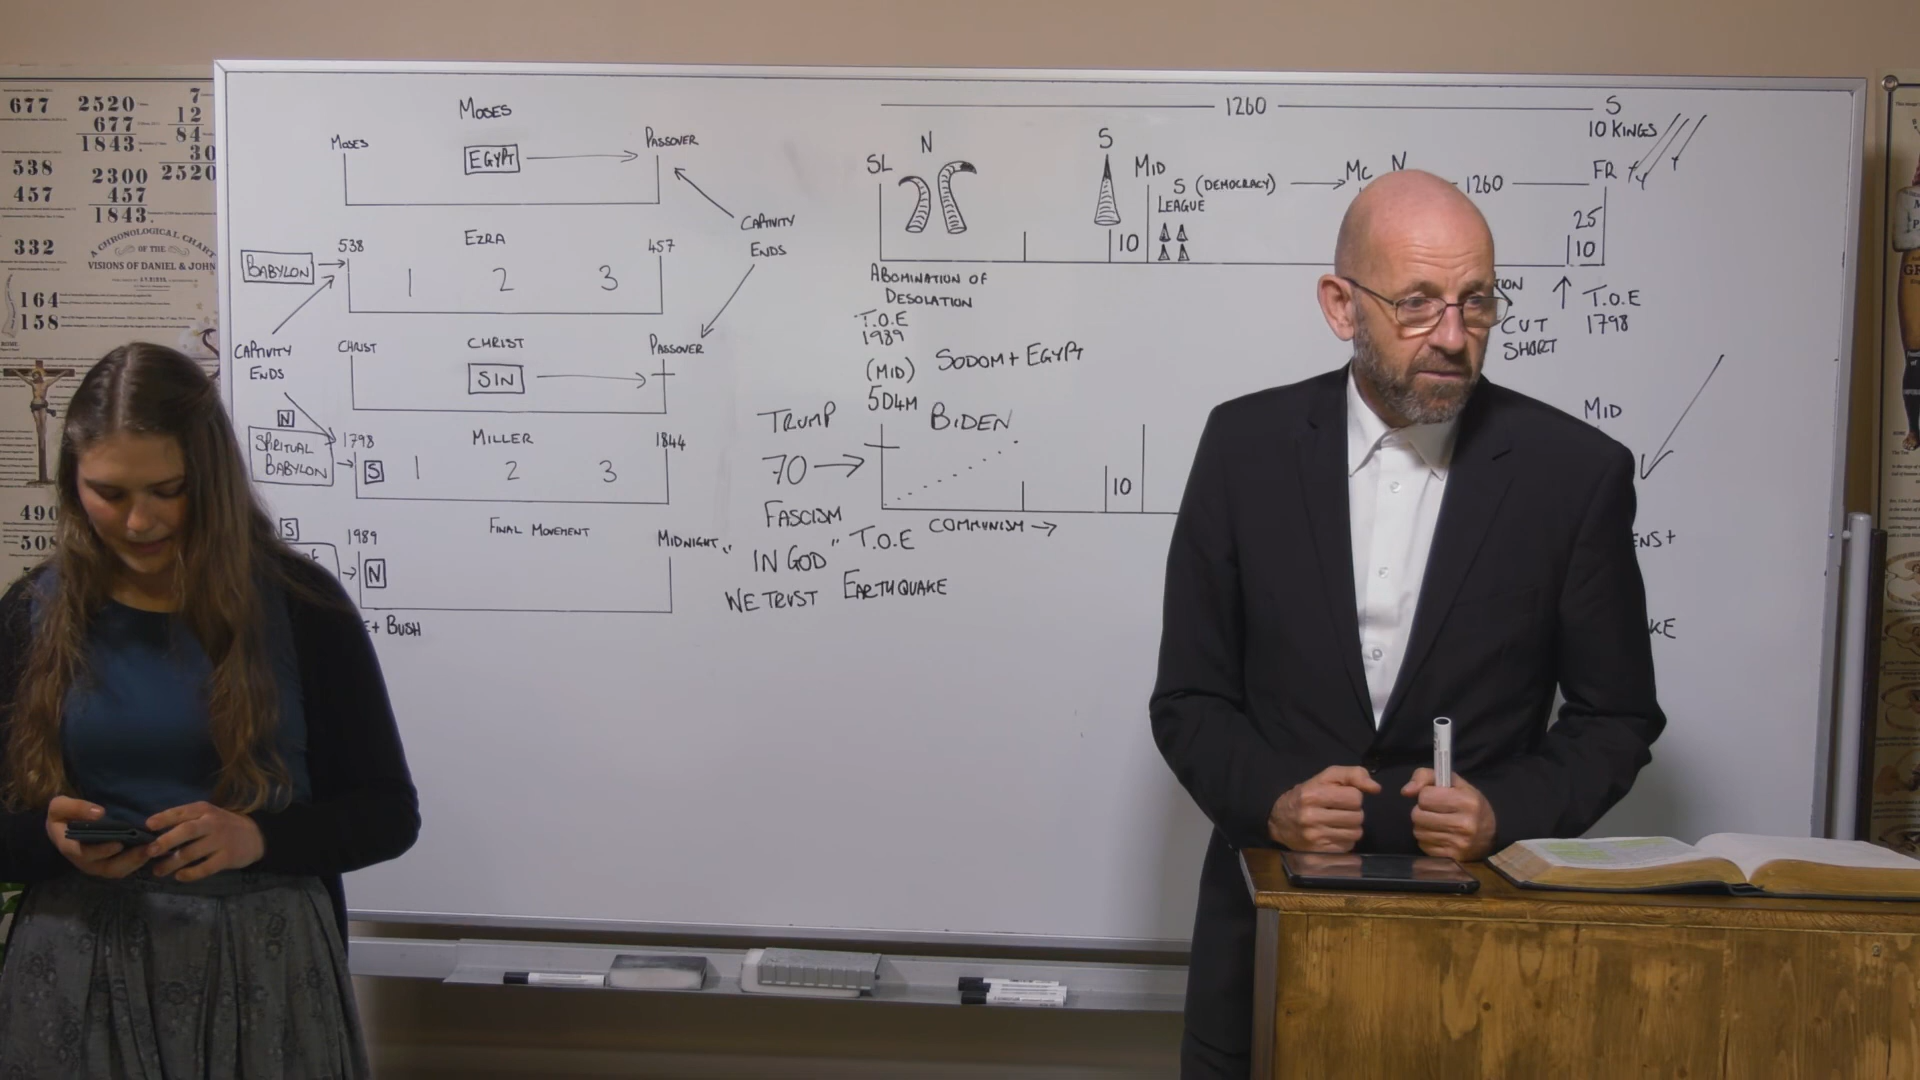 677
2520
677
1843.
7
12
84
30
2520
538
457
2300
457
1843.
332
A CHRONOLOGICAL CHART
OF THE
VISIONS OF DANIEL & JOHN
164
158
490
508
MOSES
MOSES
EGYPT
PASSOVER
CAPTIVITY
ENDS
EZRA
538
457
BABYLON
1 2 3
CHRIST
CHRIST
SIN
PASSOVER
CAPTIVITY
ENDS
N
SPIRITUAL
BABYLON
1798
MILLER
1844
S
1 2 3
S
1989
FINAL MOVEMENT
MIDNIGHT
N
+ BUSH
1260
S
10 KINGS
SL
N
S
MID
S (DEMOCRACY)
LEAGUE
MC
N
1260
FR
10
25
10
ABOMINATION OF
DESOLATION
T.O.E
1989
(MID)
SODOM + EGYPT
CUT
SHORT
T.O.E
1798
5D4M
TRUMP
70
FASCISM
"IN GOD"
WE TRUST
BIDEN
10
COMMUNISM
T.O.E
EARTHQUAKE
MID